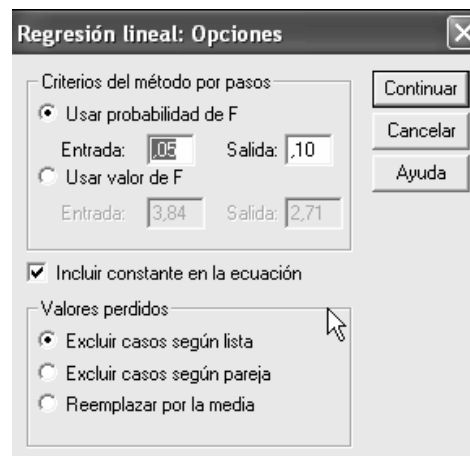 Regresión lineal: Opciones
Criterios del método por pasos
Usar probabilidad de F
Entrada: ,05 Salida: ,10
Usar valor de F
Entrada: 3,84 Salida: 2,71
Incluir constante en la ecuación
Valores perdidos
Excluir casos según lista
Excluir casos según pareja
Reemplazar por la media
Continuar
Cancelar
Ayuda